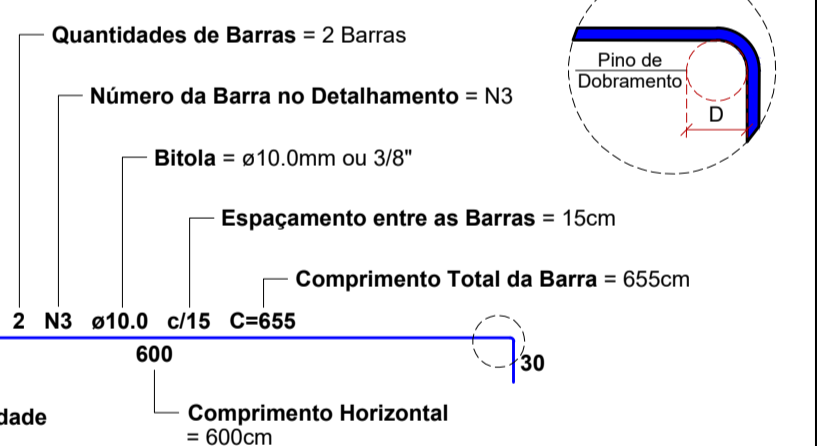 Quantidades de Barras = 2 Barras
Pino de
Dobramento
D
Número da Barra no Detalhamento = N3
Bitola = ø10.0mm ou 3/8"
Espaçamento entre as Barras = 15cm
Comprimento Total da Barra = 655cm
2 N3 ø10.0 c/15 C=655
600
30
Comprimento Horizontal
= 600cm